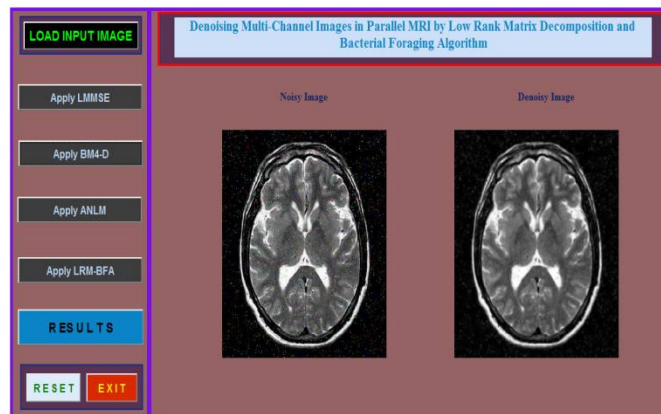 LOAD INPUT IMAGE
Denoising Multi-Channel Images in Parallel MRI by Low Rank Matrix Decomposition and
Bacterial Foraging Algorithm
Apply LMMSE
Apply BM4-D
Apply ANLM
Apply LRM-BFA
RESULTS
RESET
EXIT
Noisy Image
Denoisy Image